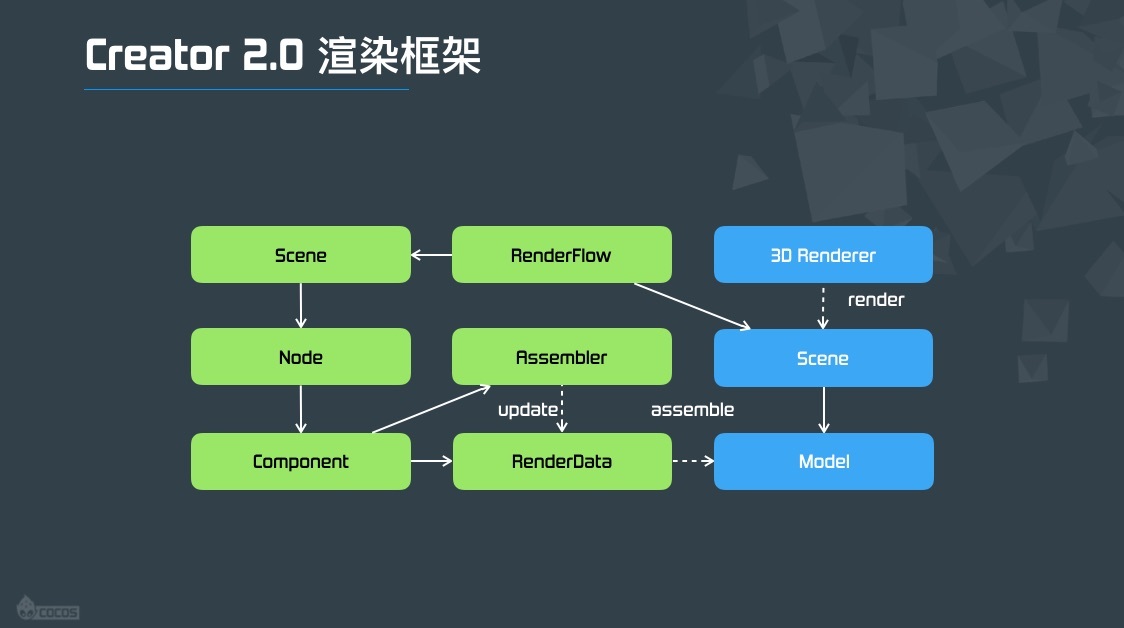 Creator 2.0 渲染框架
Scene
RenderFlow
3D Renderer
render
Node
Assembler
Scene
update
assemble
Component
RenderData
Model
COCOS